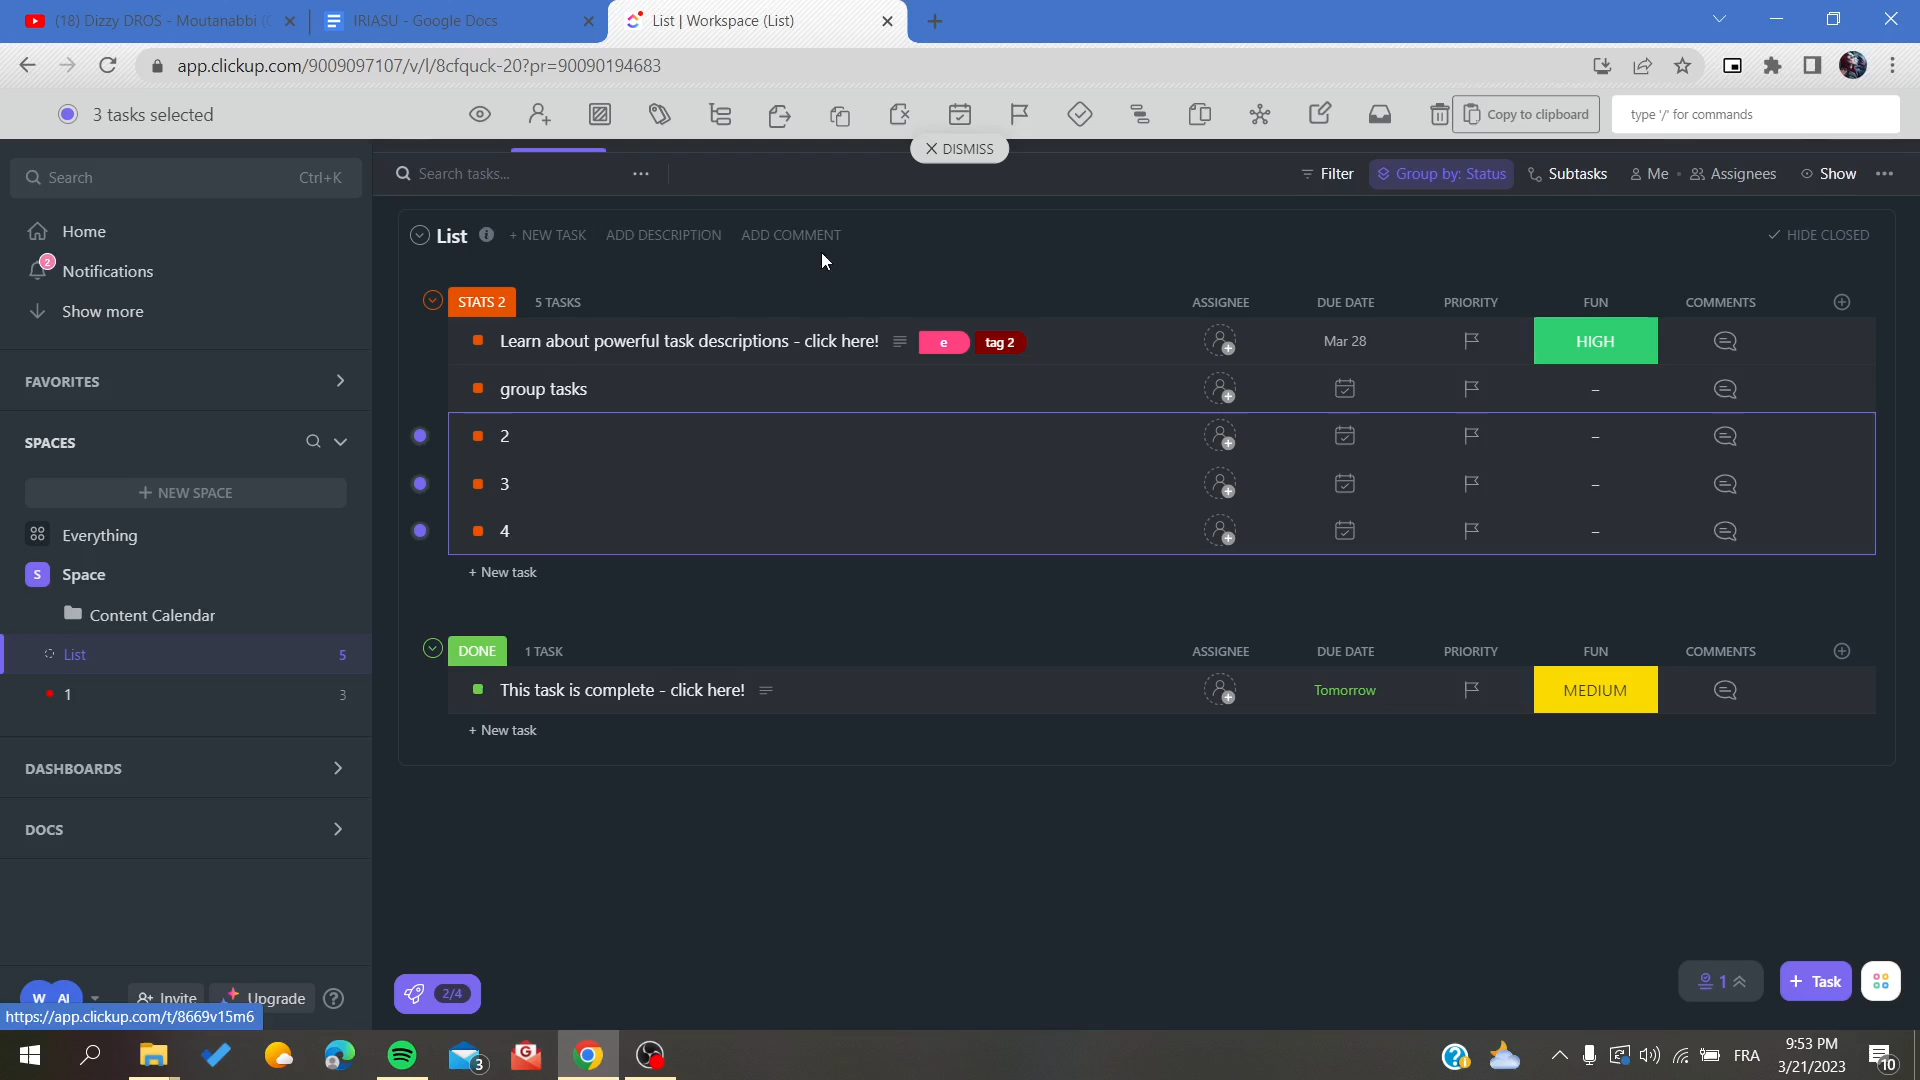 (18) Dizzy DROS - Moutanabbi (
IRIASU - Google Docs
List | Workspace (List)
app.clickup.com/9009097107/v/l/8cfquck-20?pr=90090194683
3 tasks selected
Copy to clipboard
type '/' for commands
DISMISS
Search
Ctrl+K
Search tasks...
Filter
Group by: Status
Subtasks
Me
Assignees
Show
Home
2
Notifications
Show more
FAVORITES
SPACES
+ NEW SPACE
Everything
S
Space
Content Calendar
List
5
1
3
DASHBOARDS
DOCS
W
AI
Invite
Upgrade
https://app.clickup.com/t/8669v15m6
List
+ NEW TASK
ADD DESCRIPTION
ADD COMMENT
HIDE CLOSED
STATS 2
5 TASKS
ASSIGNEE
DUE DATE
PRIORITY
FUN
COMMENTS
Learn about powerful task descriptions - click here!
e
tag 2
Mar 28
HIGH
group tasks
–
2
–
3
–
4
–
+ New task
DONE
1 TASK
ASSIGNEE
DUE DATE
PRIORITY
FUN
COMMENTS
This task is complete - click here!
Tomorrow
MEDIUM
+ New task
2/4
1
+ Task
3
FRA
9:53 PM
3/21/2023
10